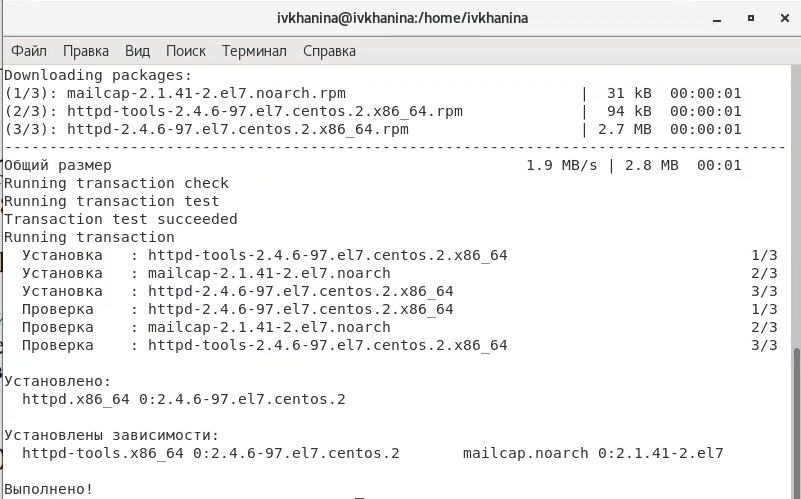 ivkhanina@ivkhanina:/home/ivkhanina
Файл Правка Вид Поиск Терминал Справка
Downloading packages:
(1/3): mailcap-2.1.41-2.el7.noarch.rpm | 31 kB 00:00:01
(2/3): httpd-tools-2.4.6-97.el7.centos.2.x86_64.rpm | 94 kB 00:00:01
(3/3): httpd-2.4.6-97.el7.centos.2.x86_64.rpm | 2.7 MB 00:00:01
--------------------------------------------------------------------------------
Общий размер 1.9 MB/s | 2.8 MB 00:01
Running transaction check
Running transaction test
Transaction test succeeded
Running transaction
Установка : httpd-tools-2.4.6-97.el7.centos.2.x86_64 1/3
Установка : mailcap-2.1.41-2.el7.noarch 2/3
Установка : httpd-2.4.6-97.el7.centos.2.x86_64 3/3
Проверка : httpd-2.4.6-97.el7.centos.2.x86_64 1/3
Проверка : mailcap-2.1.41-2.el7.noarch 2/3
Проверка : httpd-tools-2.4.6-97.el7.centos.2.x86_64 3/3
Установлено:
httpd.x86_64 0:2.4.6-97.el7.centos.2
Установлены зависимости:
httpd-tools.x86_64 0:2.4.6-97.el7.centos.2 mailcap.noarch 0:2.1.41-2.el7
Выполнено!